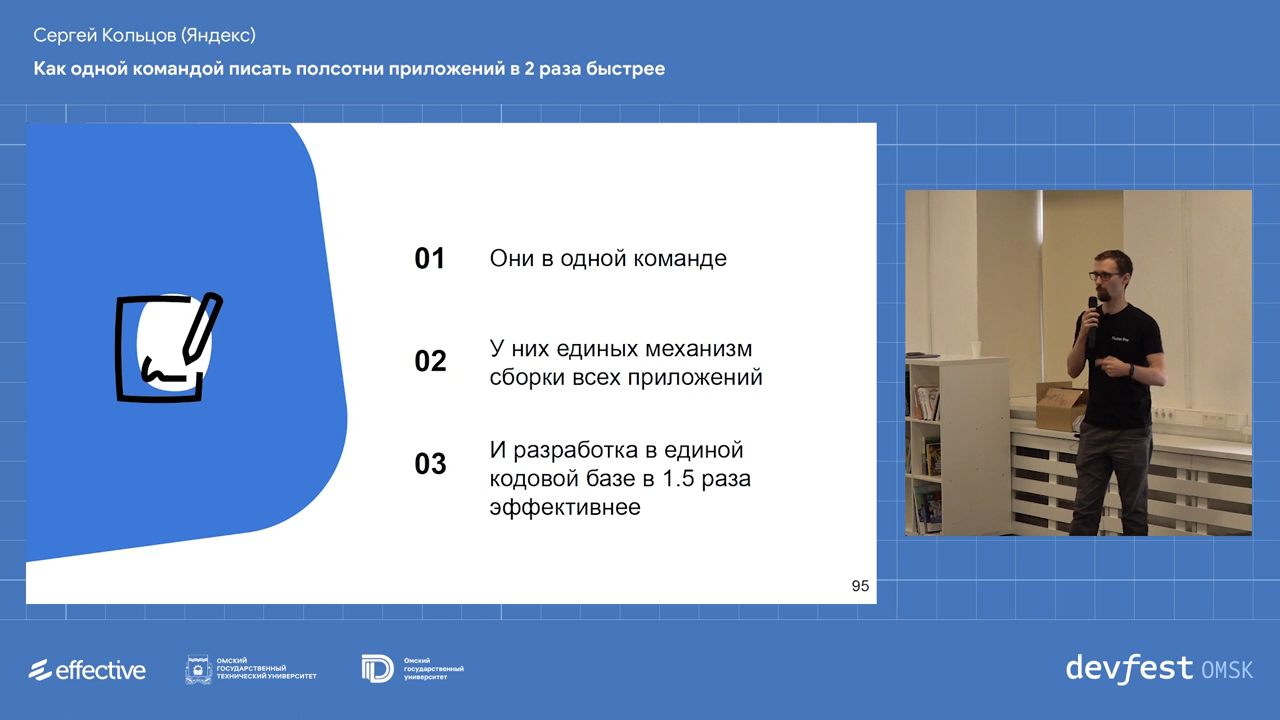 Сергей Кольцов (Яндекс)
Как одной командой писать полсотни приложений в 2 раза быстрее
01
Они в одной команде
02
У них единых механизм
сборки всех приложений
03
И разработка в единой
кодовой базе в 1.5 раза
эффективнее
95
effective
ОМСКИЙ
ГОСУДАРСТВЕННЫЙ
ТЕХНИЧЕСКИЙ УНИВЕРСИТЕТ
Омский
государственный
университет
devfest OMSK